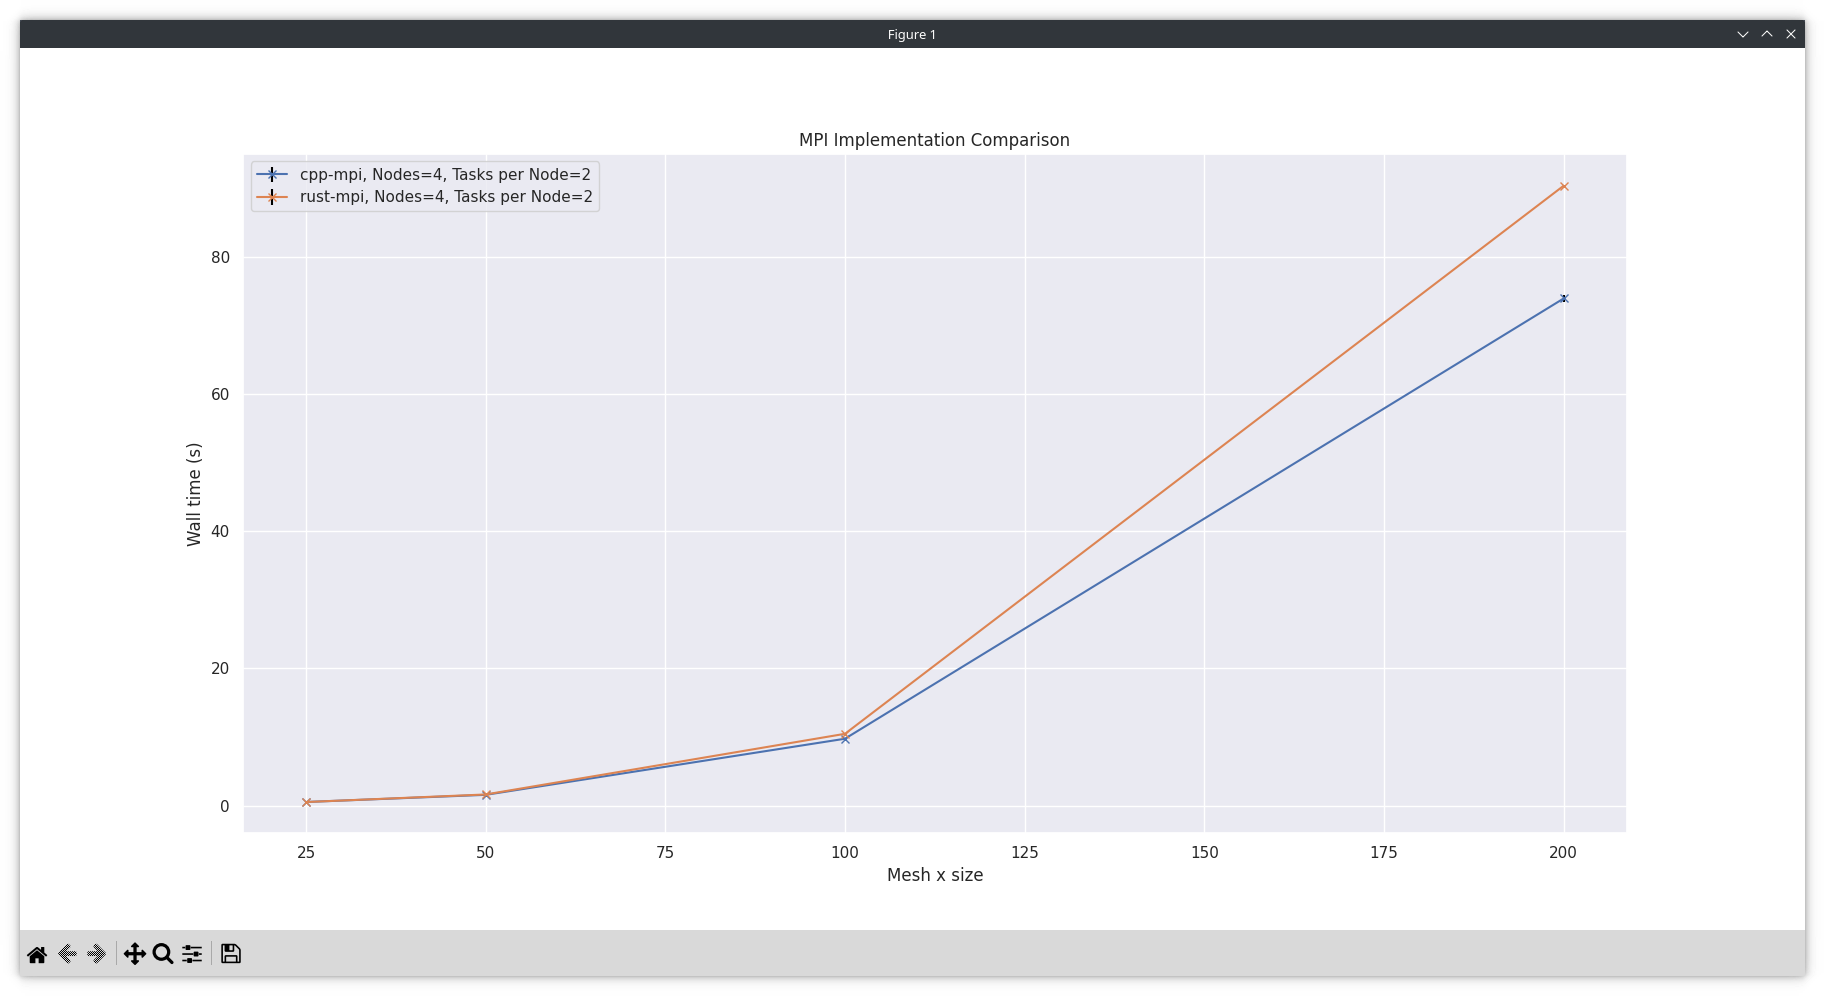 Figure 1
MPI Implementation Comparison
cpp-mpi, Nodes=4, Tasks per Node=2
rust-mpi, Nodes=4, Tasks per Node=2
80
60
40
20
0
Wall time (s)
25 50 75 100 125 150 175 200
Mesh x size